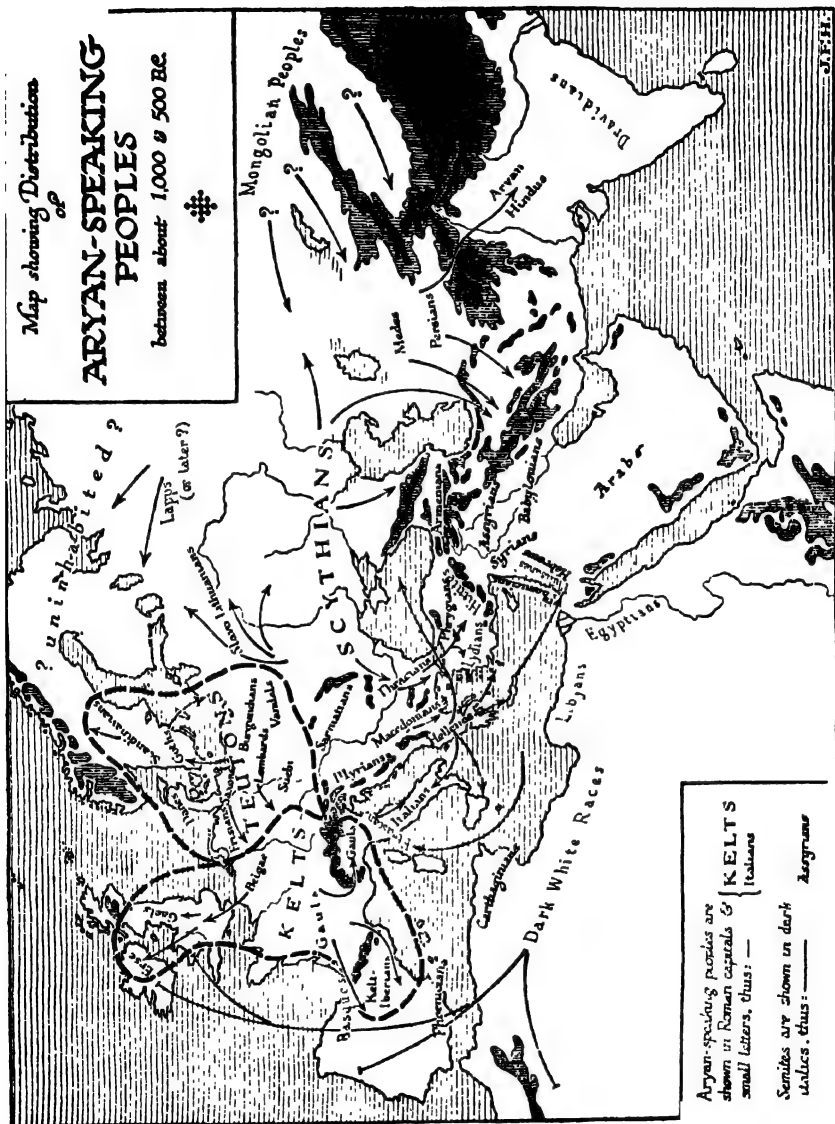 Map showing Distribution
of
ARYAN-SPEAKING
PEOPLES
between about 1,000 & 500 B.C.
Mongolian Peoples
?
?
?
? uninhabited ?
Lapps
(or later?)
Slavo Lithuanians
SCYTHIANS
Scandinavians
Goths
TEUTONS
Burgundians
Vandals
Lombards
Suebi
Sarmatians
Gaels
Erse
Belgae
KELTS
Gauls
Gauls
Basques
Kelt-
Iberians
Illyrians
Italians
Macedonians
Hellenes
Thracians
Phrygians
Lydians
Hittites
Armenians
Assyrians
Babylonians
Syrians
Hebrews
Medes
Persians
Aryan
Hindus
Dravidians
Arabs
Egyptians
Libyans
Carthaginians
Dark White Races
Aryan-speaking peoples are
shown in Roman capitals &
small letters, thus: —
KELTS
Italians
Semites are shown in dark
italics, thus: — Assyrians
J.F.H.